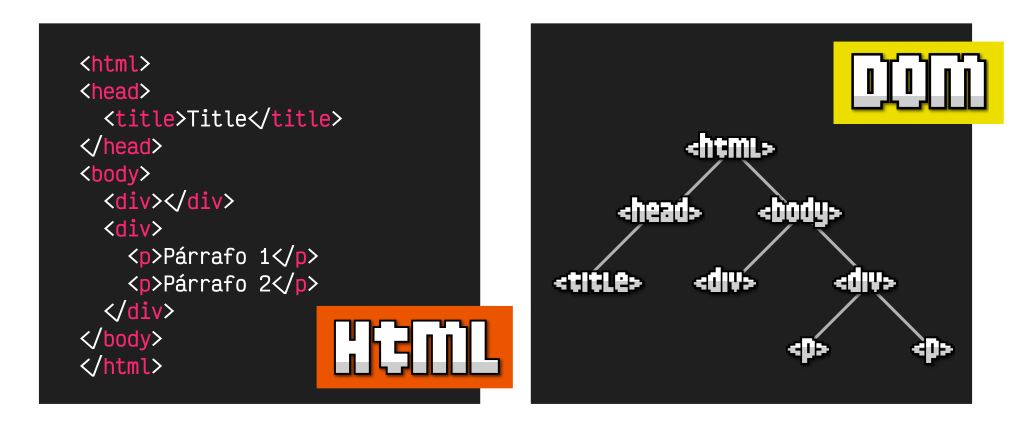 <html>
<head>
<title>Title</title>
</head>
<body>
<div></div>
<div>
<p>Párrafo 1</p>
<p>Párrafo 2</p>
</div>
</body>
</html>
HTML
DOM
<html>
<head> <body>
<title> <div> <div>
<p> <p>